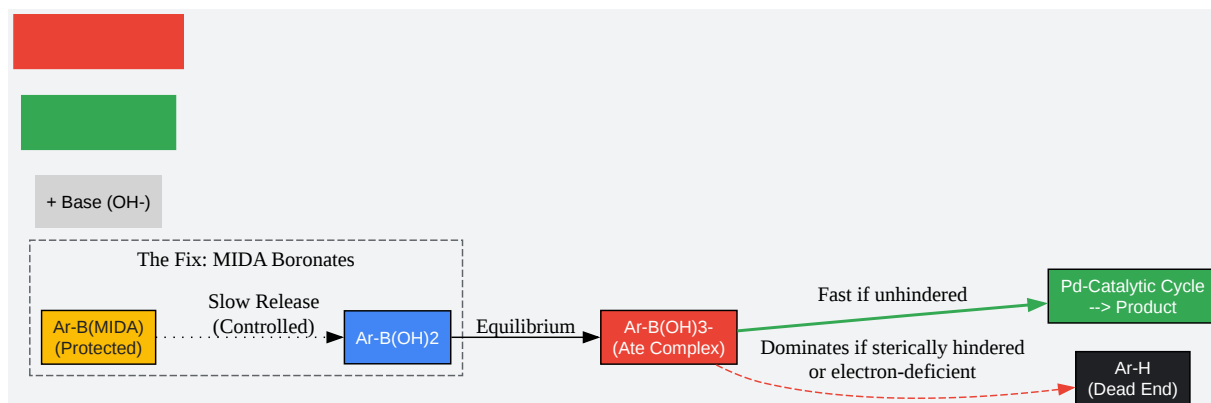 + Base (OH-)
The Fix: MIDA Boronates
Ar-B(MIDA)
(Protected)
Slow Release
(Controlled)
Ar-B(OH)2
Equilibrium
Ar-B(OH)3-
(Ate Complex)
Fast if unhindered
Dominates if sterically hindered
or electron-deficient
Pd-Catalytic Cycle
--> Product
Ar-H
(Dead End)